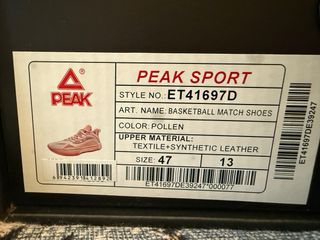 PEAK SPORT
STYLE NO.: ET41697D
PEAK
ART. NAME: BASKETBALL MATCH SHOES
COLOR: POLLEN
UPPER MATERIAL:
TEXTILE+SYNTHETIC LEATHER
SIZE: 47 13
ET41697DE39247*000077
ET41697DE39247